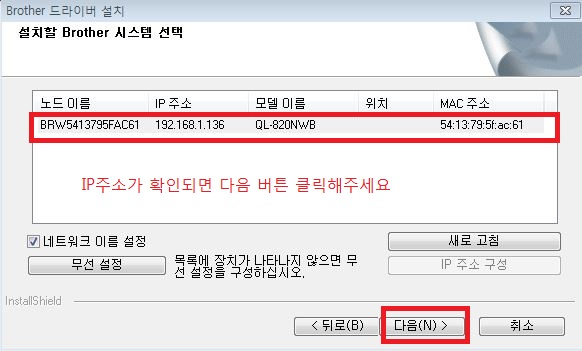 Brother 드라이버 설치
설치할 Brother 시스템 선택
노드 이름 IP 주소 모델 이름 위치 MAC 주소
BRW5413795FAC61 192.168.1.136 QL-820NWB 54:13:79:5f:ac:61
IP주소가 확인되면 다음 버튼 클릭해주세요
네트워크 이름 설정 새로 고침
무선 설정 목록에 장치가 나타나지 않으면 무 IP 주소 구성
선 설정을 구성하십시오.
InstallShield
< 뒤로(B) 다음(N) > 취소